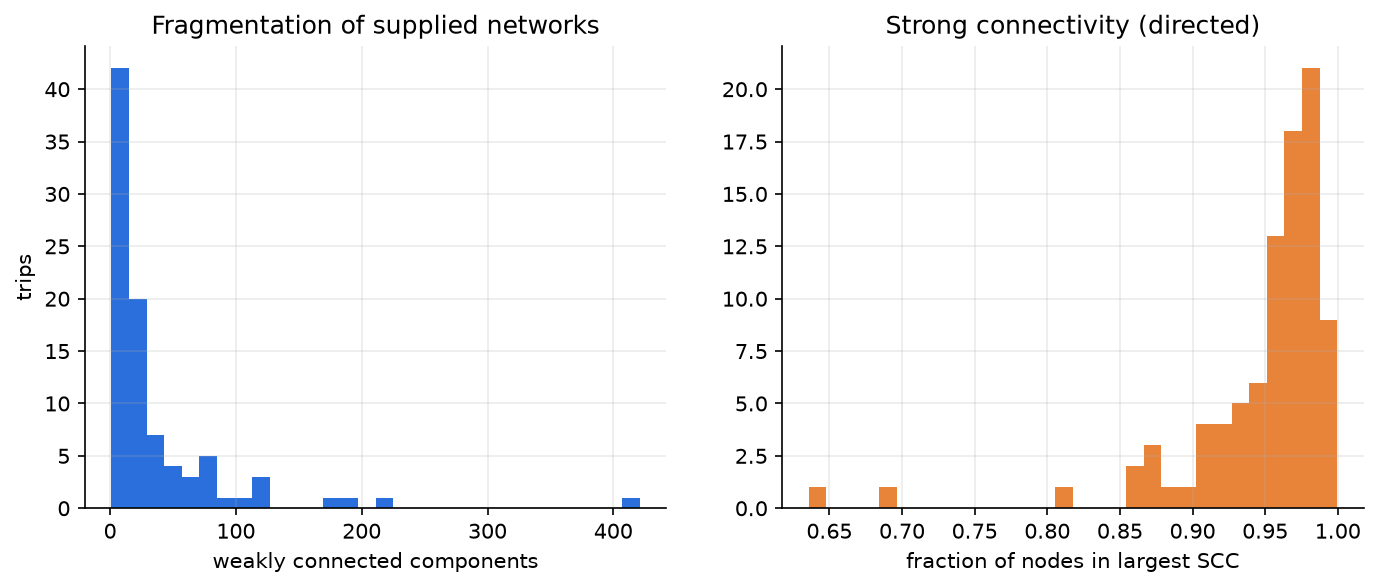 Fragmentation of supplied networks
40
35
30
25
20
15
10
5
0
trips
0 100 200 300 400
weakly connected components
Strong connectivity (directed)
20.0
17.5
15.0
12.5
10.0
7.5
5.0
2.5
0.0
0.65 0.70 0.75 0.80 0.85 0.90 0.95 1.00
fraction of nodes in largest SCC